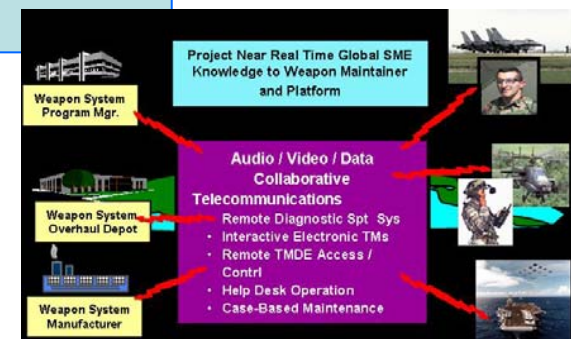 Project Near Real Time Global SME
Knowledge to Weapon Maintainer
and Platform
Weapon System
Program Mgr.
Weapon System
Overhaul Depot
Weapon System
Manufacturer
Audio / Video / Data
Collaborative
Telecommunications
• Remote Diagnostic Spt Sys
• Interactive Electronic TMs
• Remote TMDE Access /
Contrl
• Help Desk Operation
• Case-Based Maintenance